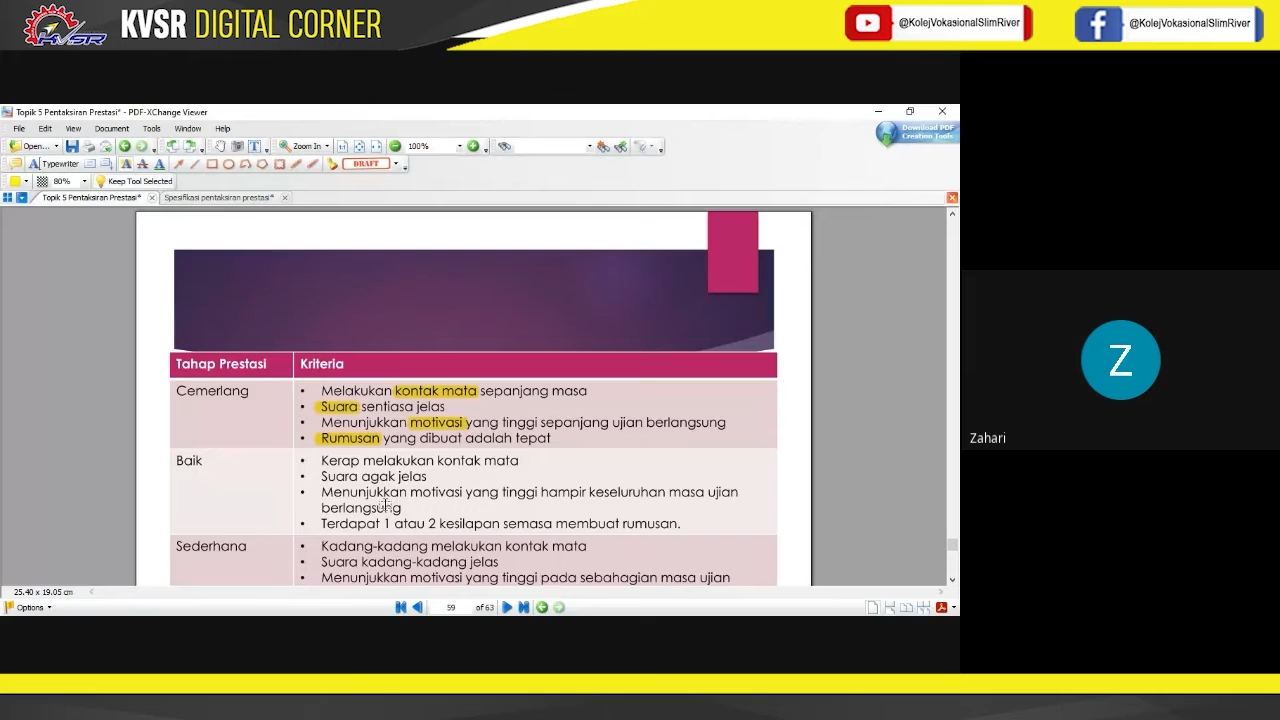 KVSR
KVSR DIGITAL CORNER
@KolejVokasionalSlimRiver
@KolejVokasionalSlimRiver
Topik 5 Pentaksiran Prestasi* - PDF-XChange Viewer
File Edit View Document Tools Window Help
Download PDF
Creation Tools
Open...
Zoom In
100%
Typewriter
DRAFT
80%
Keep Tool Selected
Topik 5 Pentaksiran Prestasi*
Spesifikasi pentaksiran prestasi*
Tahap Prestasi
Kriteria
Cemerlang
• Melakukan kontak mata sepanjang masa
• Suara sentiasa jelas
• Menunjukkan motivasi yang tinggi sepanjang ujian berlangsung
• Rumusan yang dibuat adalah tepat
Baik
• Kerap melakukan kontak mata
• Suara agak jelas
• Menunjukkan motivasi yang tinggi hampir keseluruhan masa ujian
berlangsung
• Terdapat 1 atau 2 kesilapan semasa membuat rumusan.
Sederhana
• Kadang-kadang melakukan kontak mata
• Suara kadang-kadang jelas
• Menunjukkan motivasi yang tinggi pada sebahagian masa ujian
25.40 x 19.05 cm
Options
59 of 63
Z
Zahari